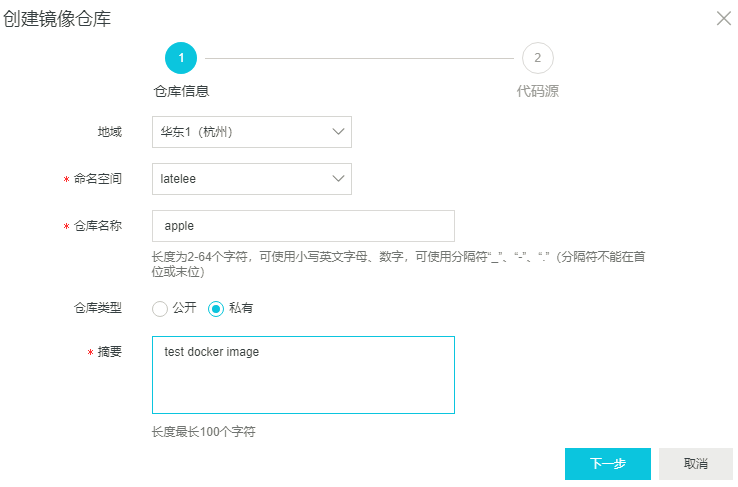 创建镜像仓库
1
2
仓库信息
代码源
地域
华东1（杭州）
* 命名空间
latelee
* 仓库名称
apple
长度为2-64个字符，可使用小写英文字母、数字，可使用分隔符“_”、“-”、“.”（分隔符不能在首
位或末位）
仓库类型
公开
私有
* 摘要
test docker image
长度最长100个字符
下一步
取消